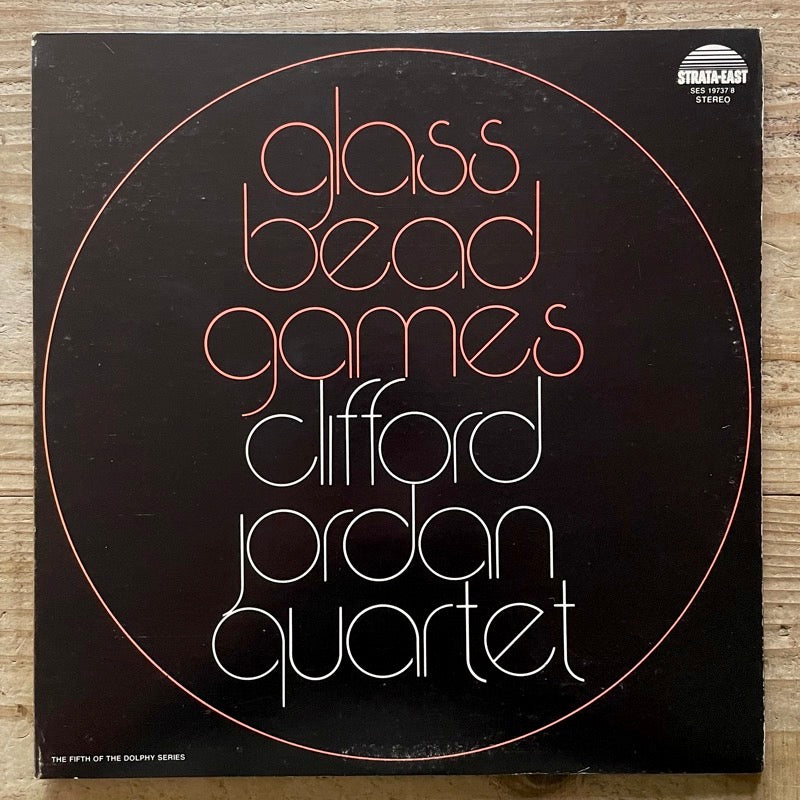 STRATA-EAST
SES 19737 8
STEREO
glass
bead
games
clifford
jordan
quartet
THE FIFTH OF THE DOLPHY SERIES